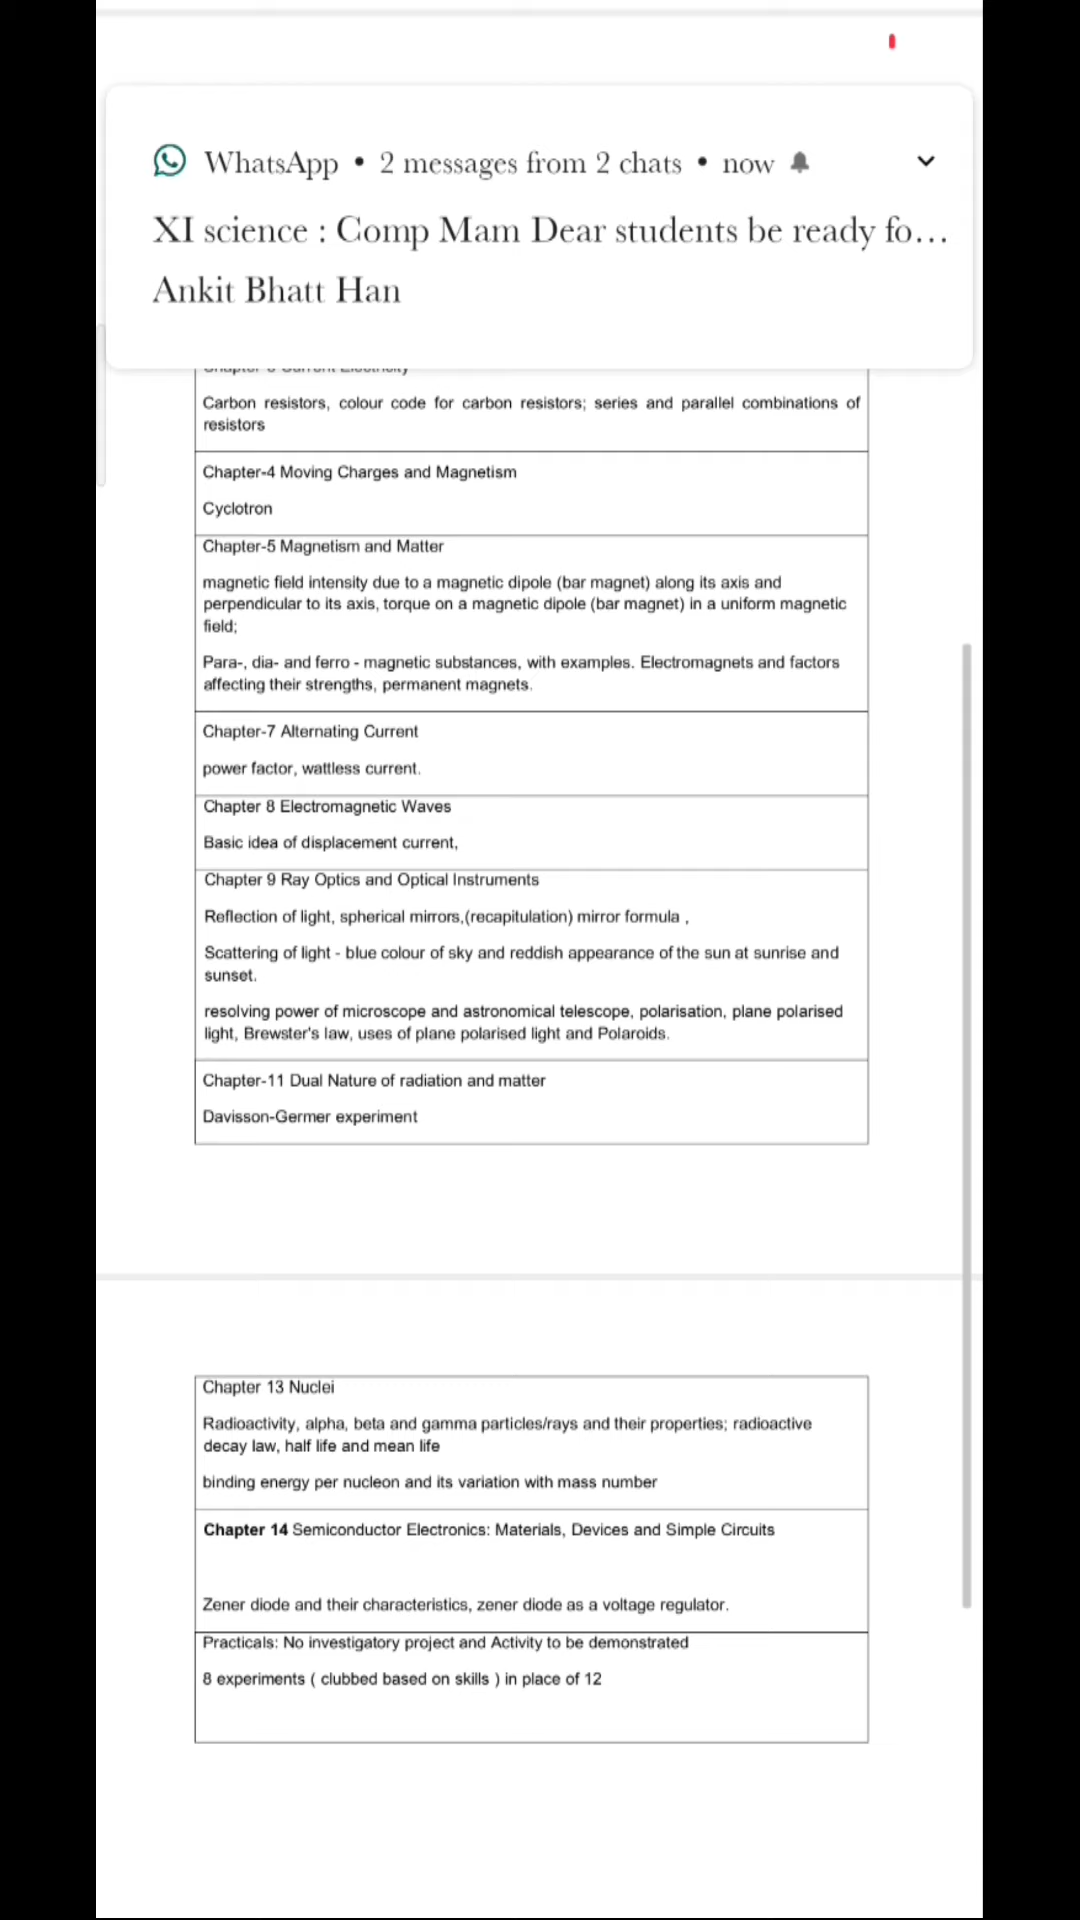 WhatsApp • 2 messages from 2 chats • now
XI science : Comp Mam Dear students be ready fo...
Ankit Bhatt Han
Carbon resistors, colour code for carbon resistors; series and parallel combinations of
resistors
Chapter-4 Moving Charges and Magnetism
Cyclotron
Chapter-5 Magnetism and Matter
magnetic field intensity due to a magnetic dipole (bar magnet) along its axis and
perpendicular to its axis, torque on a magnetic dipole (bar magnet) in a uniform magnetic
field;
Para-, dia- and ferro - magnetic substances, with examples. Electromagnets and factors
affecting their strengths, permanent magnets.
Chapter-7 Alternating Current
power factor, wattless current.
Chapter 8 Electromagnetic Waves
Basic idea of displacement current,
Chapter 9 Ray Optics and Optical Instruments
Reflection of light, spherical mirrors,(recapitulation) mirror formula ,
Scattering of light - blue colour of sky and reddish appearance of the sun at sunrise and
sunset.
resolving power of microscope and astronomical telescope, polarisation, plane polarised
light, Brewster's law, uses of plane polarised light and Polaroids.
Chapter-11 Dual Nature of radiation and matter
Davisson-Germer experiment
Chapter 13 Nuclei
Radioactivity, alpha, beta and gamma particles/rays and their properties; radioactive
decay law, half life and mean life
binding energy per nucleon and its variation with mass number
Chapter 14 Semiconductor Electronics: Materials, Devices and Simple Circuits
Zener diode and their characteristics, zener diode as a voltage regulator.
Practicals: No investigatory project and Activity to be demonstrated
8 experiments ( clubbed based on skills ) in place of 12